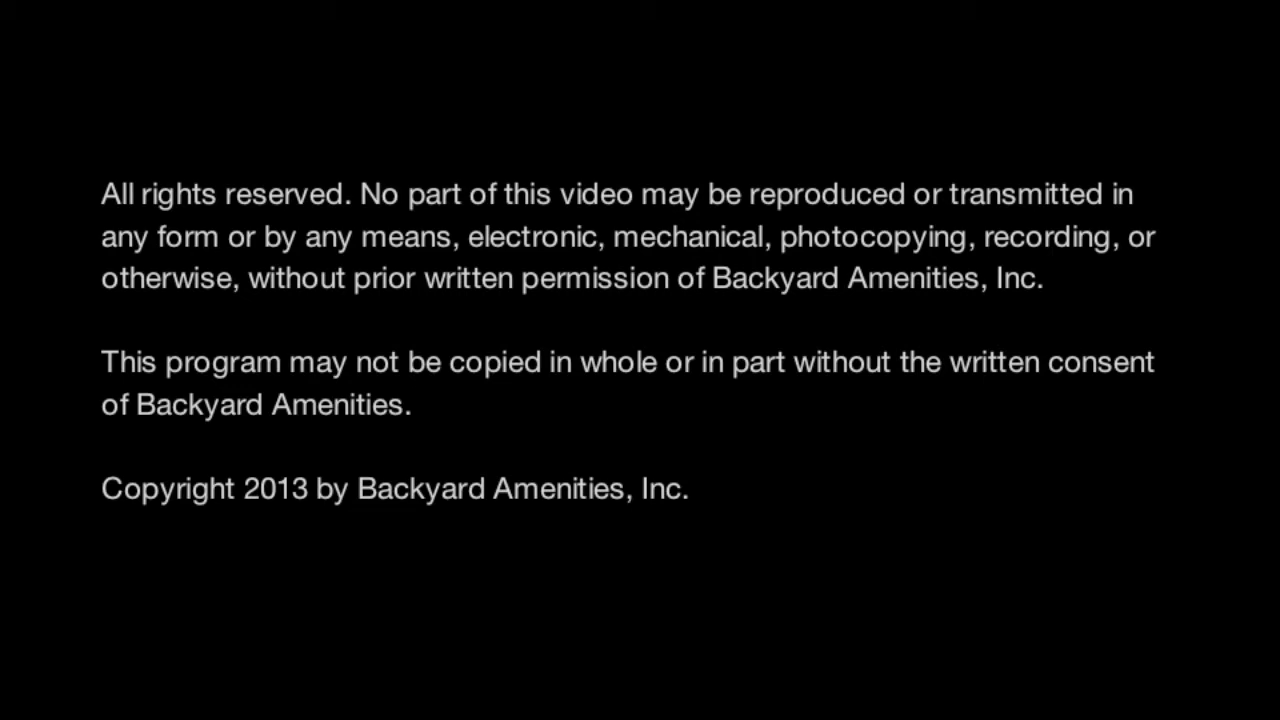 All rights reserved. No part of this video may be reproduced or transmitted in
any form or by any means, electronic, mechanical, photocopying, recording, or
otherwise, without prior written permission of Backyard Amenities, Inc.
This program may not be copied in whole or in part without the written consent
of Backyard Amenities.
Copyright 2013 by Backyard Amenities, Inc.